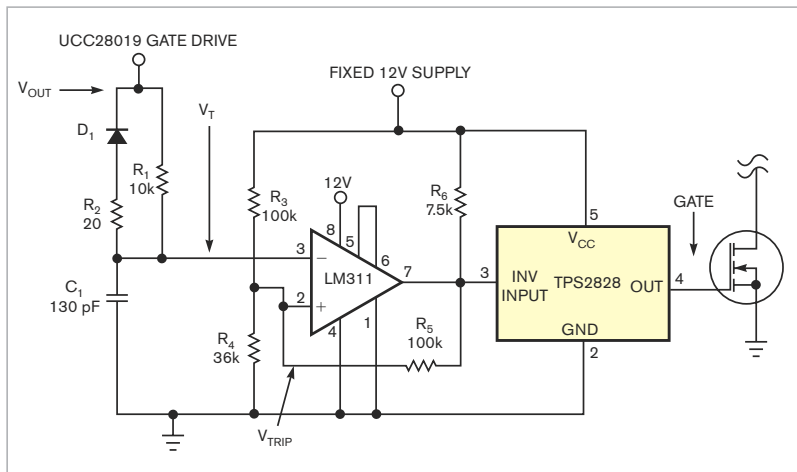 UCC28019 GATE DRIVE
FIXED 12V SUPPLY
VOUT
VT
D1
R1
10k
R2
20
C1
130 pF
R3
100k
R4
36k
12V
8
5
6
3
−
LM311
7
2
+
4
1
R5
100k
VTRIP
R6
7.5k
5
VCC
3
INV
INPUT
TPS2828
OUT
4
GND
2
GATE